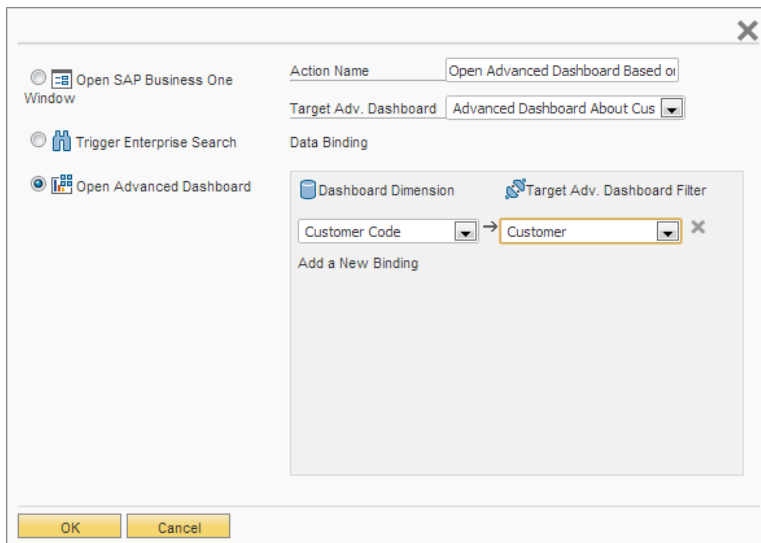 Open SAP Business One
Window
Trigger Enterprise Search
Open Advanced Dashboard
Action Name
Open Advanced Dashboard Based
Target Adv. Dashboard
Advanced Dashboard About Cus
Data Binding
Dashboard Dimension
Target Adv. Dashboard Filter
Customer Code
Customer
Add a New Binding
OK
Cancel